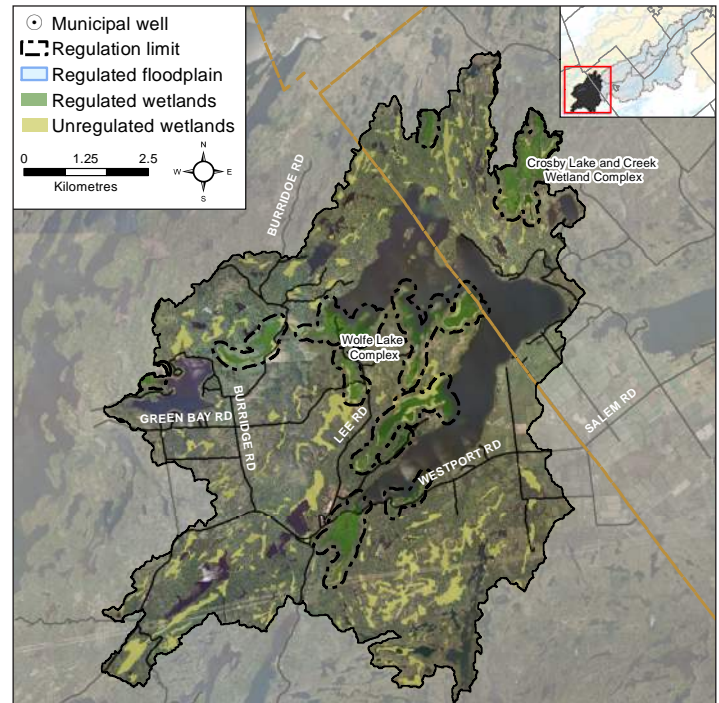 Municipal well
Regulation limit
Regulated floodplain
Regulated wetlands
Unregulated wetlands
0 1.25 2.5
Kilometres
N
W E
S
BURRIDGE RD
Crosby Lake and Creek
Wetland Complex
Wolfe Lake
Complex
GREEN BAY RD
BURRIDGE RD
LEE RD
SALEM RD
WESTPORT RD